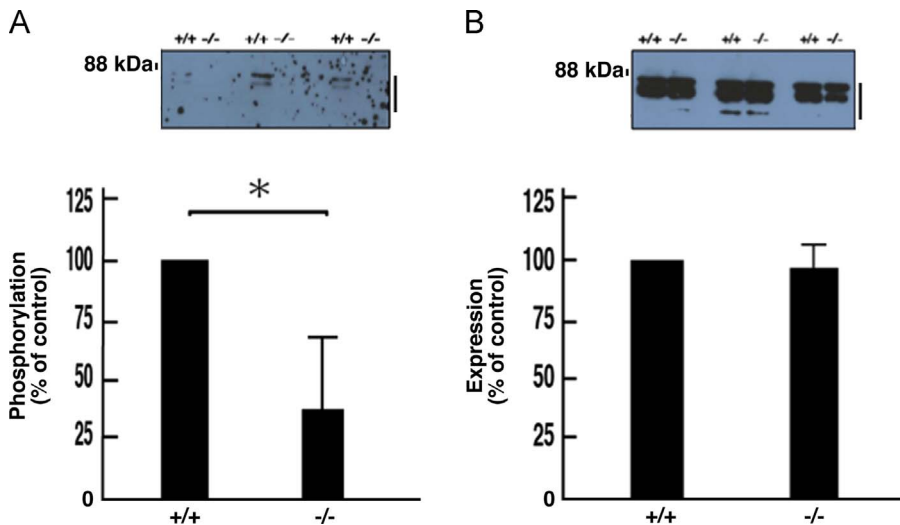 A
+/+ -/- +/+ -/- +/+ -/-
88 kDa
Phosphorylation
(% of control)
125
100
75
50
25
0
*
+/+ -/-
B
+/+ -/- +/+ -/- +/+ -/-
88 kDa
Expression
(% of control)
125
100
75
50
25
0
+/+ -/-